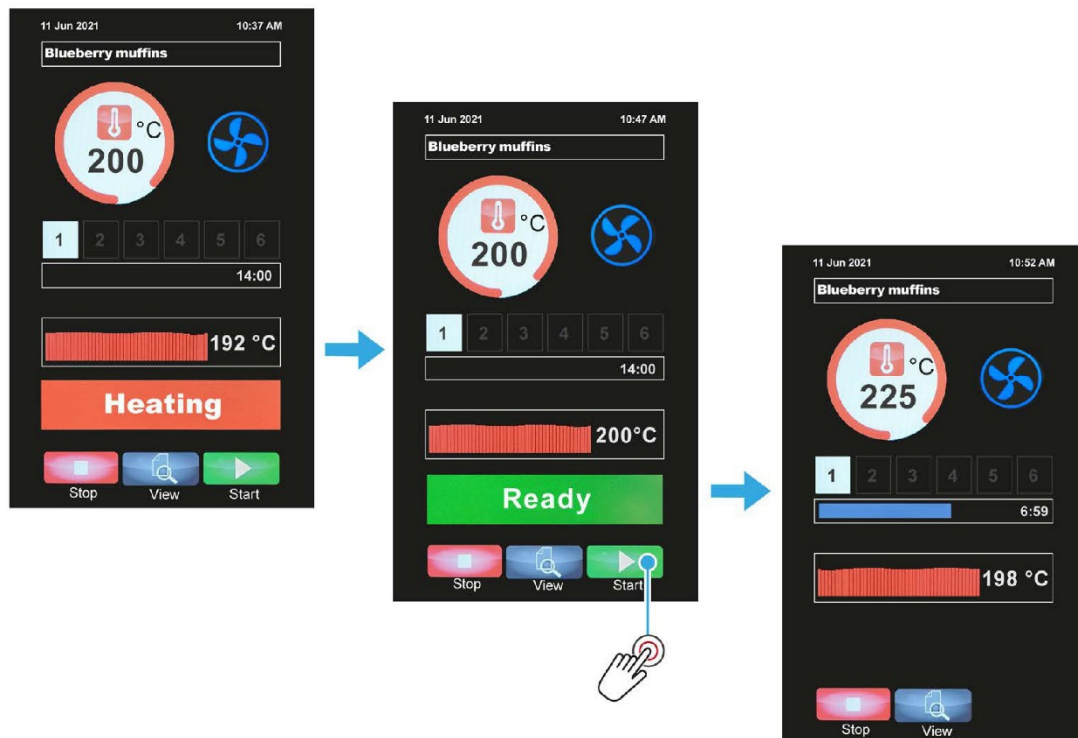 11 Jun 2021 10:37 AM
Blueberry muffins
°C
200
1 2 3 4 5 6
14:00
192 °C
Heating
Stop View Start
11 Jun 2021 10:47 AM
Blueberry muffins
°C
200
1 2 3 4 5 6
14:00
200°C
Ready
Stop View Start
11 Jun 2021 10:52 AM
Blueberry muffins
°C
225
1 2 3 4 5 6
6:59
198 °C
Stop View